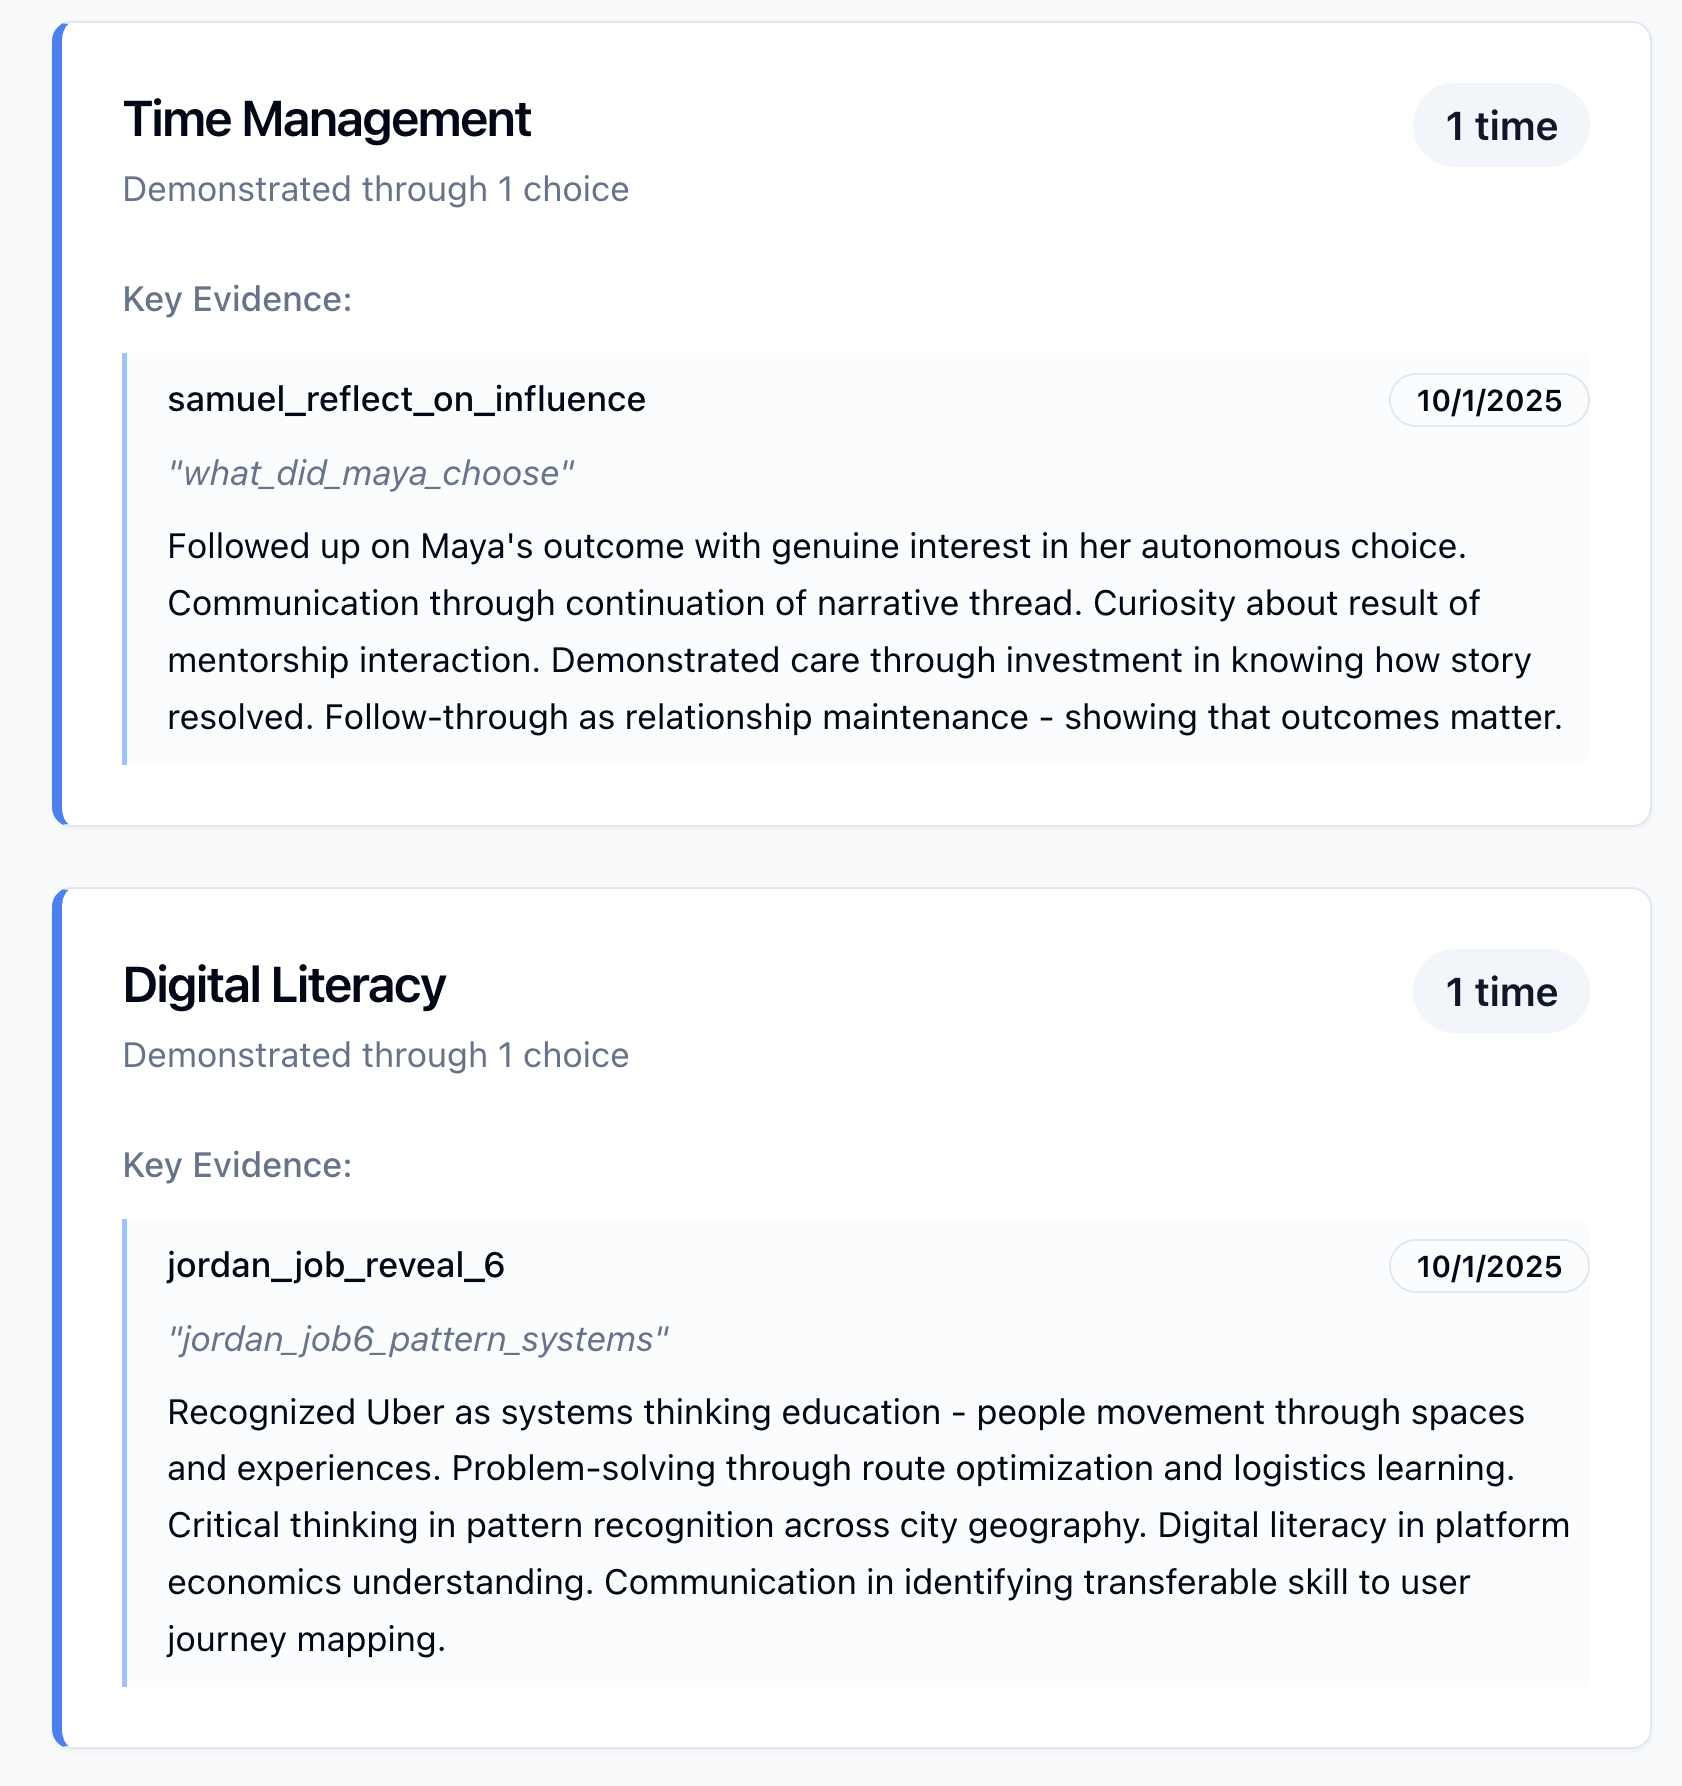 Time Management
1 time
Demonstrated through 1 choice
Key Evidence:
samuel_reflect_on_influence
10/1/2025
"what_did_maya_choose"
Followed up on Maya's outcome with genuine interest in her autonomous choice.
Communication through continuation of narrative thread. Curiosity about result of
mentorship interaction. Demonstrated care through investment in knowing how story
resolved. Follow-through as relationship maintenance - showing that outcomes matter.
Digital Literacy
1 time
Demonstrated through 1 choice
Key Evidence:
jordan_job_reveal_6
10/1/2025
"jordan_job6_pattern_systems"
Recognized Uber as systems thinking education - people movement through spaces
and experiences. Problem-solving through route optimization and logistics learning.
Critical thinking in pattern recognition across city geography. Digital literacy in platform
economics understanding. Communication in identifying transferable skill to user
journey mapping.